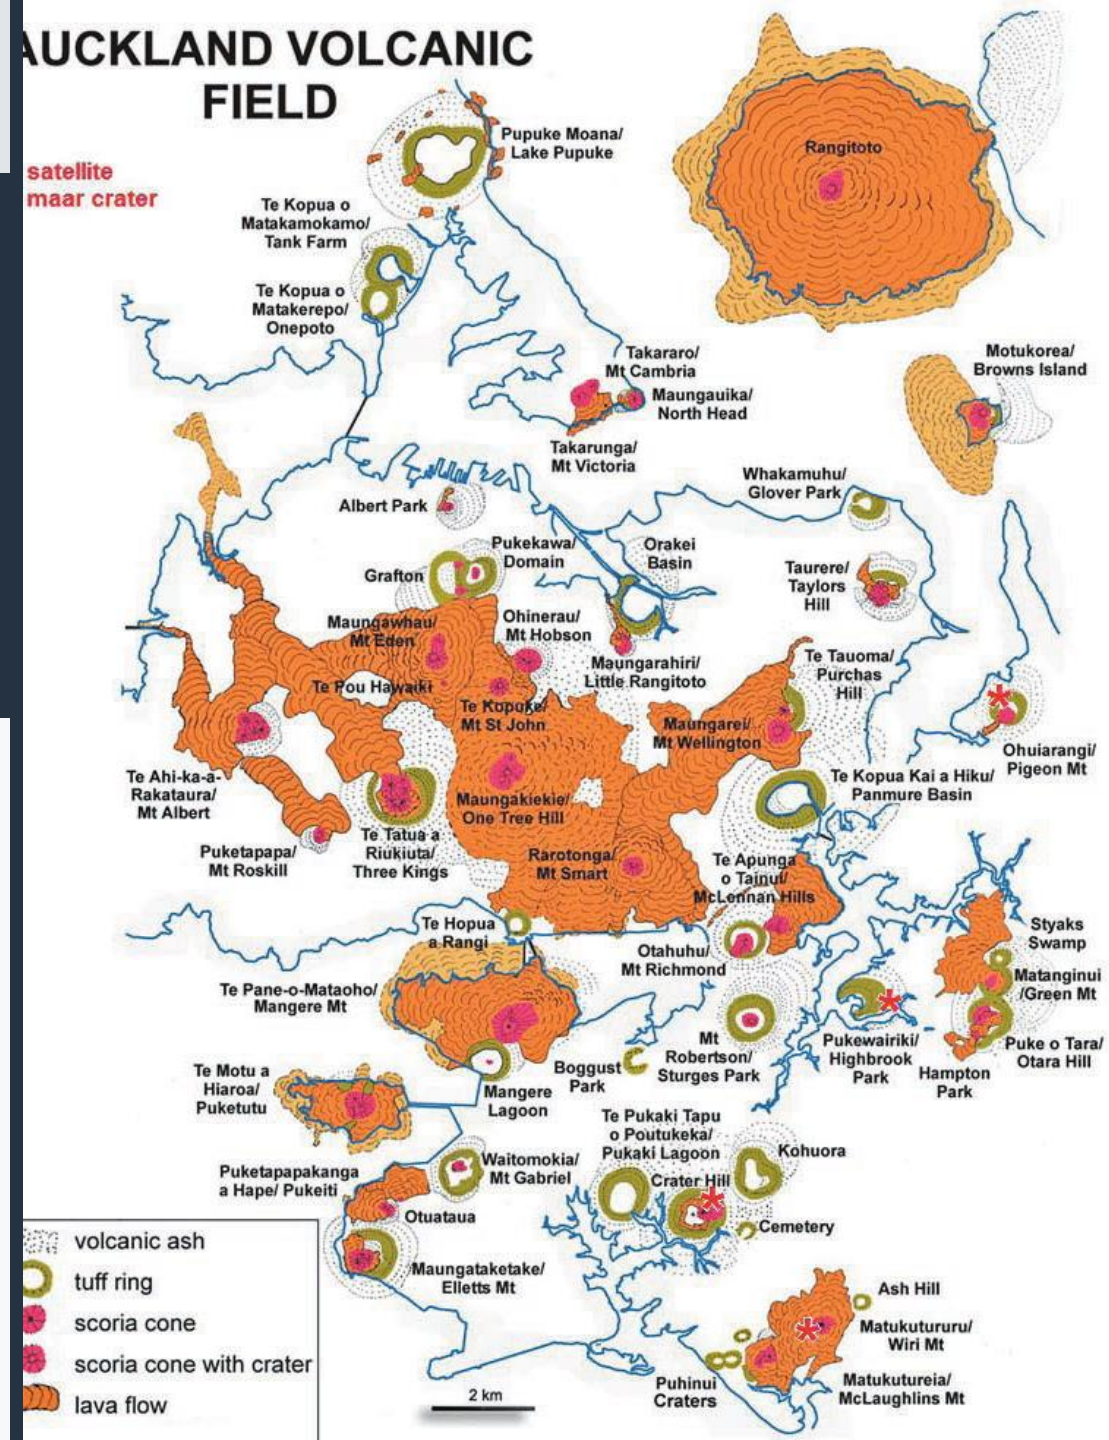 AUCKLAND VOLCANIC
FIELD
satellite
maar crater
Pupuke Moana/
Lake Pupuke
Rangitoto
Te Kopua o
Matakamokamo/
Tank Farm
Te Kopua o
Matakerepo/
Onepoto
Takararo/
Mt Cambria
Maungauika/
North Head
Takarunga/
Mt Victoria
Motukorea/
Browns Island
Whakamuhu/
Glover Park
Albert Park
Pukekawa/
Domain
Grafton
Orakei
Basin
Taurere/
Taylors
Hill
Maungawhau/
Mt Eden
Ohinerau/
Mt Hobson
Maungarahiri/
Little Rangitoto
Te Tauoma/
Purchas
Hill
Te Pou Hawaiki
Te Kopuke/
Mt St John
Maungarei/
Mt Wellington
Ohuiarangi/
Pigeon Mt
Te Ahi-ka-a-
Rakataura/
Mt Albert
Maungakiekie/
One Tree Hill
Te Kopua Kai a Hiku/
Panmure Basin
Puketapapa/
Mt Roskill
Te Tatua a
Riukiuta/
Three Kings
Rarotonga/
Mt Smart
Te Apunga
o Tainui/
McLennan Hills
Te Hopua
a Rangi
Otahuhu/
Mt Richmond
Styaks
Swamp
Te Pane-o-Mataoho/
Mangere Mt
Matanginui
/Green Mt
Mt
Robertson/
Sturges Park
Pukewairiki/
Highbrook
Park
Puke o Tara/
Otara Hill
Hampton
Park
Boggust
Park
Mangere
Lagoon
Te Motu a
Hiaroa/
Puketutu
Te Pukaki Tapu
o Poutukeka/
Pukaki Lagoon
Kohuora
Waitomokia/
Mt Gabriel
Crater Hill
Puketapapakanga
a Hape/ Pukeiti
Otuataua
Cemetery
Maungataketake/
Elletts Mt
Ash Hill
Matukutururu/
Wiri Mt
Puhinui
Craters
Matukutureia/
McLaughlins Mt
volcanic ash
tuff ring
scoria cone
scoria cone with crater
lava flow
2 km